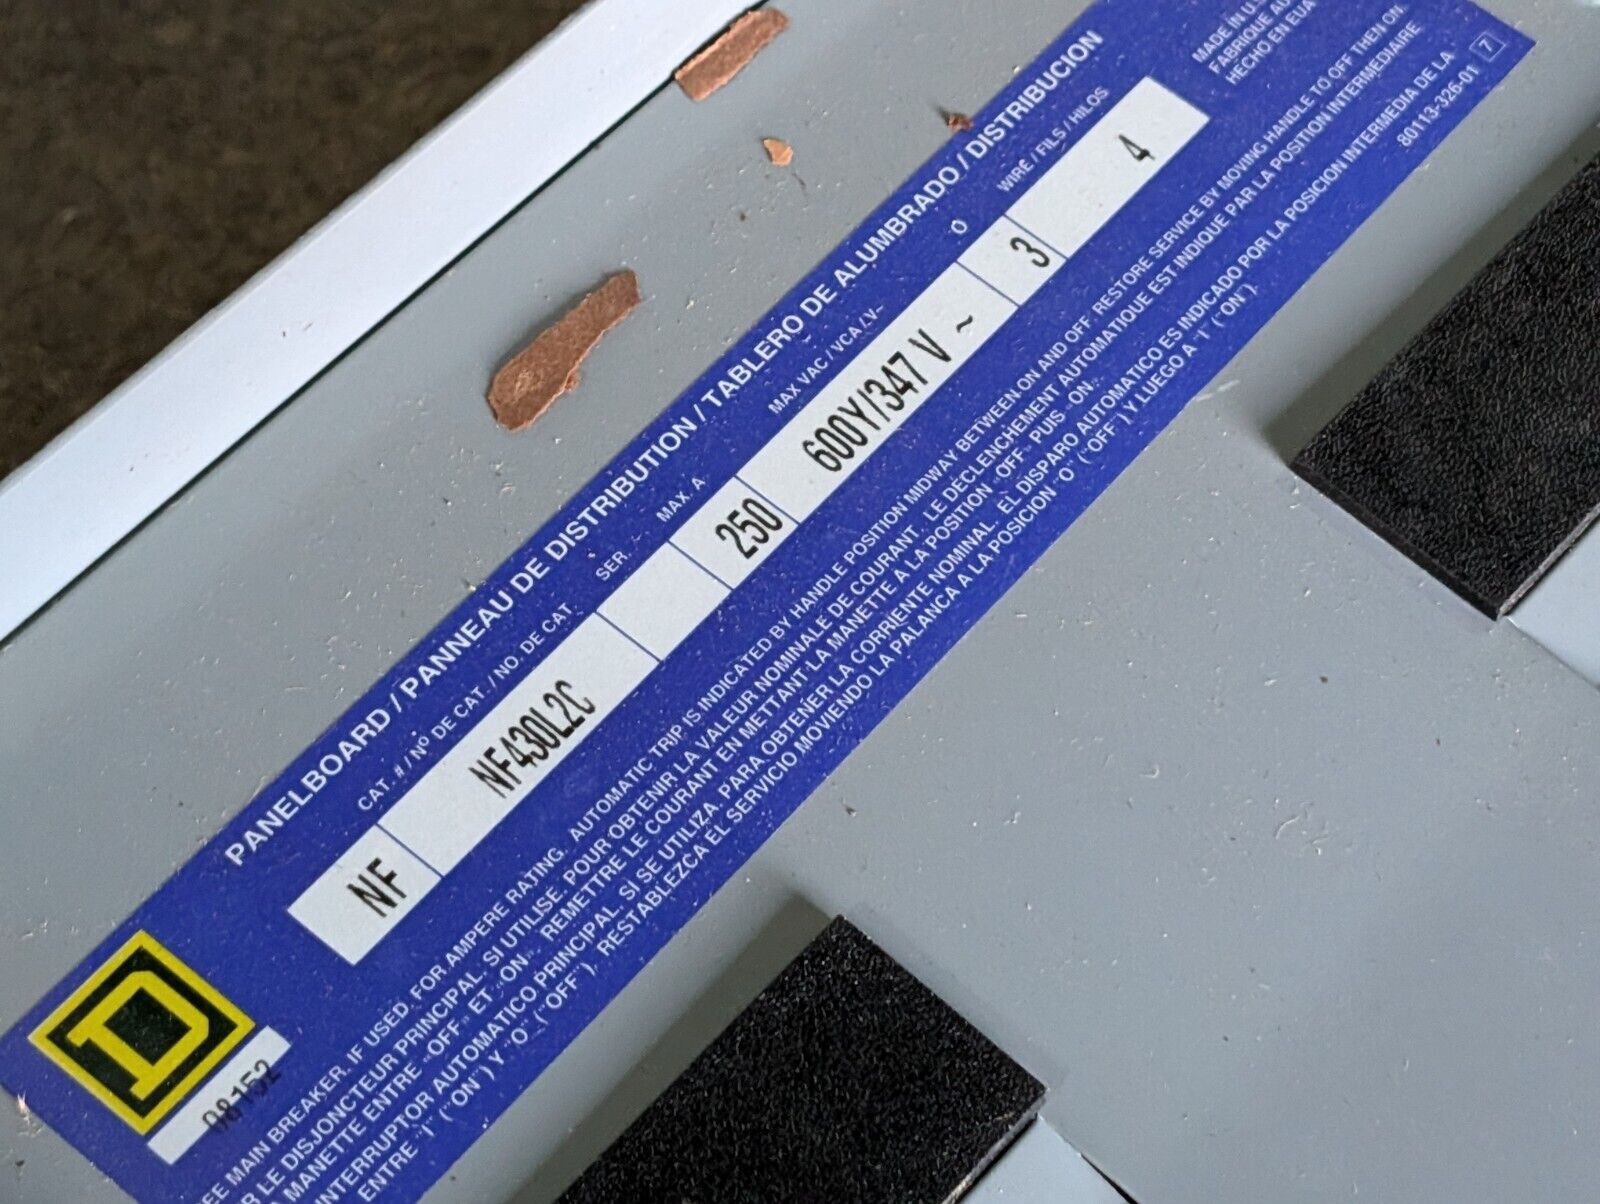 PANELBOARD / PANNEAU DE DISTRIBUTION / TABLERO DE ALUMBRADO / DISTRIBUCION
MADE IN U.S.
FABRIQUE AU
HECHO EN EUA
CAT. # / Nº DE CAT. / NO. DE CAT. SER. MAX. A MAX VAC / VCA / V~ O WIRE / FILS / HILOS
NF NF430L2C 250 600Y/347 V ~ 3 4
D
08152
EE MAIN BREAKER, IF USED, FOR AMPERE RATING. AUTOMATIC TRIP IS INDICATED BY HANDLE POSITION MIDWAY BETWEEN ON AND OFF. RESTORE SERVICE BY MOVING HANDLE TO OFF THEN ON.
R LE DISJONCTEUR PRINCIPAL, SI UTILISE, POUR OBTENIR LA VALEUR NOMINALE DE COURANT. LE DECLENCHEMENT AUTOMATIQUE EST INDIQUE PAR LA POSITION INTERMEDIAIRE
MANETTE ENTRE «OFF» ET «ON». REMETTRE LE COURANT EN METTANT LA MANETTE A LA POSITION «OFF» PUIS «ON».
INTERRUPTOR AUTOMATICO PRINCIPAL, SI SE UTILIZA, PARA OBTENER LA CORRIENTE NOMINAL. EL DISPARO AUTOMATICO ES INDICADO POR LA POSICION INTERMEDIA DE LA
ENTRE "I" ("ON") Y "O" ("OFF"). RESTABLEZCA EL SERVICIO MOVIENDO LA PALANCA A LA POSICION "O" ("OFF") Y LUEGO A "I" ("ON").
80113-326-01 7